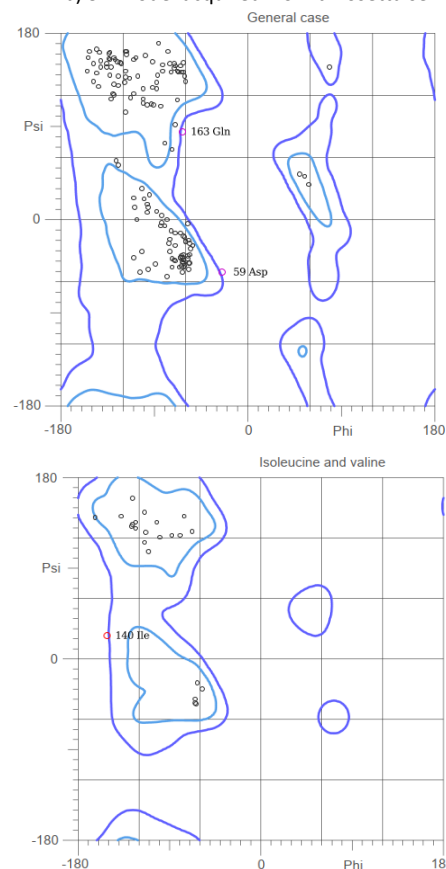 General case
180
Psi
163 Gln
0
59 Asp
-180
-180
0
Phi
180
Isoleucine and valine
180
Psi
140 Ile
0
-180
-180
0
Phi